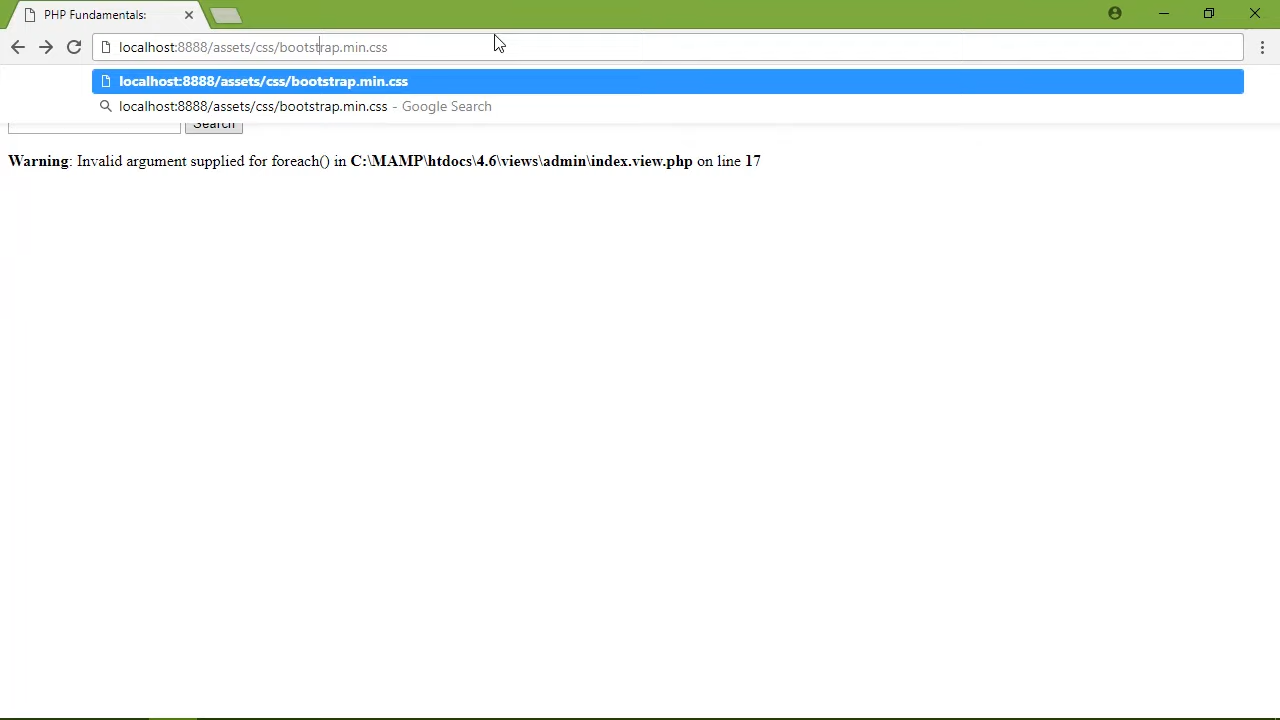 PHP Fundamentals:
localhost:8888/assets/css/bootstrap.min.css
localhost:8888/assets/css/bootstrap.min.css
localhost:8888/assets/css/bootstrap.min.css - Google Search
Search
Warning: Invalid argument supplied for foreach() in C:\MAMP\htdocs\4.6\views\admin\index.view.php on line 17